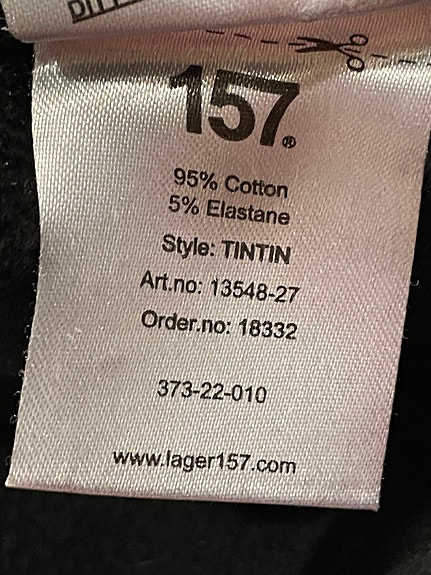 157®
95% Cotton
5% Elastane
Style: TINTIN
Art.no: 13548-27
Order.no: 18332
373-22-010
www.lager157.com